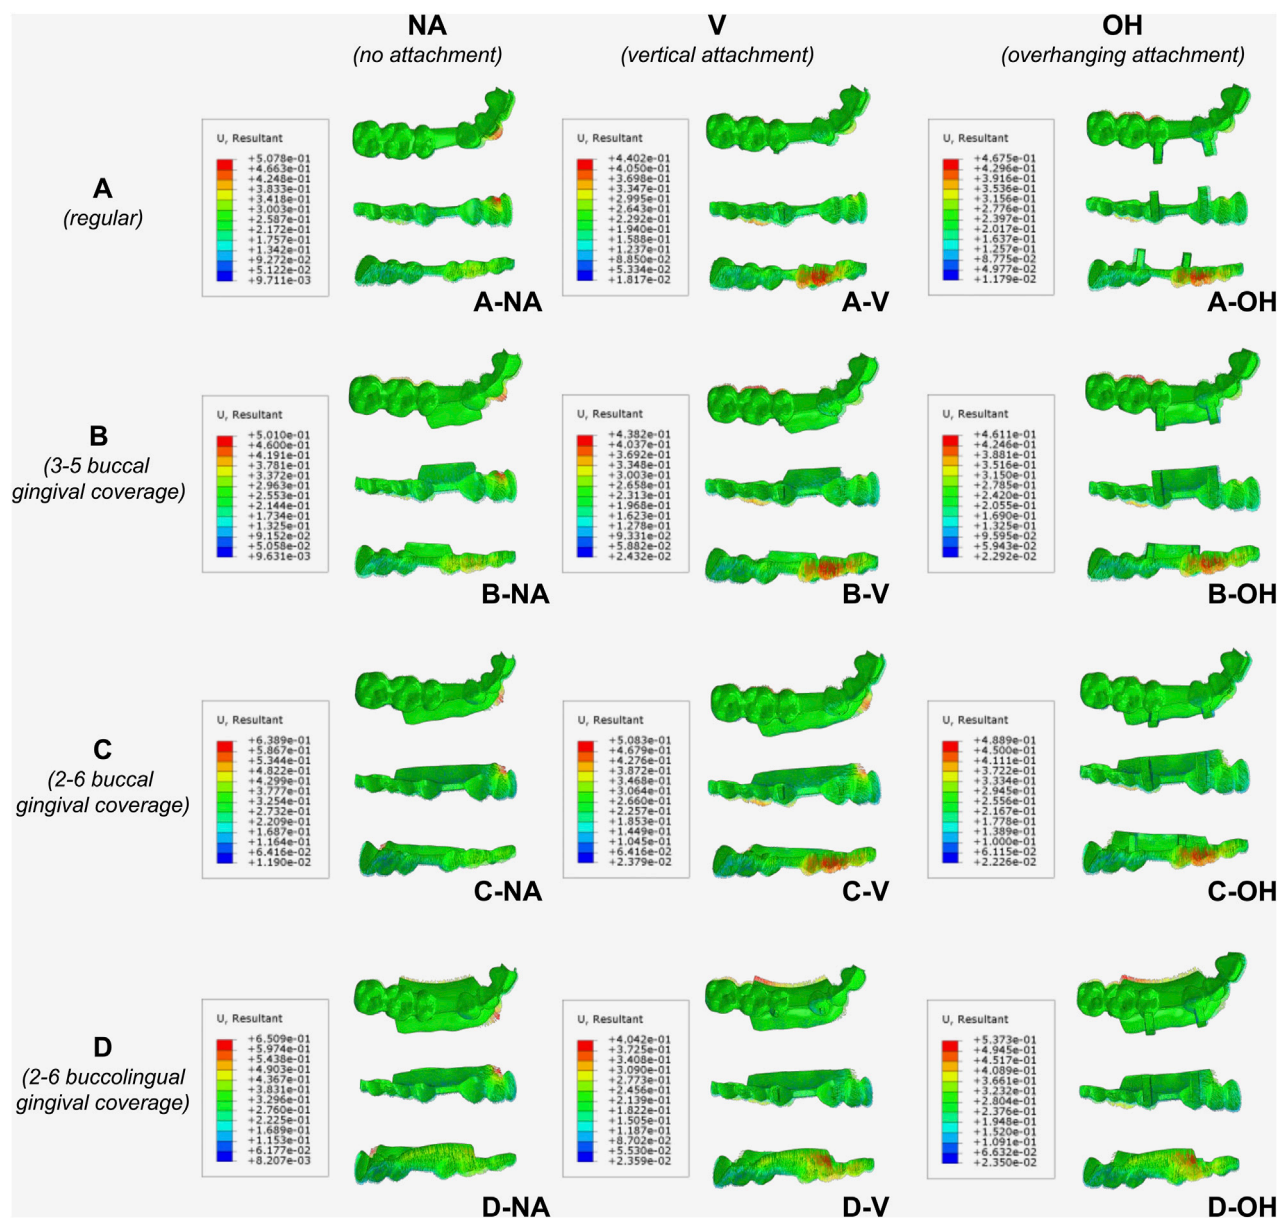 NA
(no attachment)
V
(vertical attachment)
OH
(overhanging attachment)
A
(regular)
U, Resultant
+5.078e-01
+4.663e-01
+4.248e-01
+3.833e-01
+3.418e-01
+3.003e-01
+2.587e-01
+2.172e-01
+1.757e-01
+1.342e-01
+9.272e-02
+5.122e-02
+9.711e-03
A-NA
U, Resultant
+4.402e-01
+4.050e-01
+3.698e-01
+3.347e-01
+2.995e-01
+2.643e-01
+2.292e-01
+1.940e-01
+1.588e-01
+1.237e-01
+8.850e-02
+5.334e-02
+1.817e-02
A-V
U, Resultant
+4.675e-01
+4.296e-01
+3.916e-01
+3.536e-01
+3.156e-01
+2.776e-01
+2.397e-01
+2.017e-01
+1.637e-01
+1.257e-01
+8.775e-02
+4.977e-02
+1.179e-02
A-OH
B
(3-5 buccal
gingival coverage)
U, Resultant
+5.010e-01
+4.600e-01
+4.191e-01
+3.781e-01
+3.372e-01
+2.963e-01
+2.553e-01
+2.144e-01
+1.734e-01
+1.325e-01
+9.152e-02
+5.058e-02
+9.631e-03
B-NA
U, Resultant
+4.382e-01
+4.037e-01
+3.692e-01
+3.348e-01
+3.003e-01
+2.658e-01
+2.313e-01
+1.968e-01
+1.623e-01
+1.278e-01
+9.331e-02
+5.882e-02
+2.432e-02
B-V
U, Resultant
+4.611e-01
+4.246e-01
+3.881e-01
+3.516e-01
+3.150e-01
+2.785e-01
+2.420e-01
+2.055e-01
+1.690e-01
+1.325e-01
+9.595e-02
+5.943e-02
+2.292e-02
B-OH
C
(2-6 buccal
gingival coverage)
U, Resultant
+6.389e-01
+5.867e-01
+5.344e-01
+4.822e-01
+4.299e-01
+3.777e-01
+3.254e-01
+2.732e-01
+2.209e-01
+1.687e-01
+1.164e-01
+6.416e-02
+1.190e-02
C-NA
U, Resultant
+5.083e-01
+4.679e-01
+4.276e-01
+3.872e-01
+3.468e-01
+3.064e-01
+2.660e-01
+2.257e-01
+1.853e-01
+1.449e-01
+1.045e-01
+6.416e-02
+2.379e-02
C-V
U, Resultant
+4.889e-01
+4.500e-01
+4.111e-01
+3.722e-01
+3.334e-01
+2.945e-01
+2.556e-01
+2.167e-01
+1.778e-01
+1.389e-01
+1.000e-01
+6.115e-02
+2.226e-02
C-OH
D
(2-6 buccolingual
gingival coverage)
U, Resultant
+6.509e-01
+5.974e-01
+5.438e-01
+4.903e-01
+4.367e-01
+3.831e-01
+3.296e-01
+2.760e-01
+2.225e-01
+1.689e-01
+1.153e-01
+6.177e-02
+8.207e-03
D-NA
U, Resultant
+4.042e-01
+3.725e-01
+3.408e-01
+3.090e-01
+2.773e-01
+2.456e-01
+2.139e-01
+1.822e-01
+1.505e-01
+1.187e-01
+8.702e-02
+5.530e-02
+2.359e-02
D-V
U, Resultant
+5.373e-01
+4.945e-01
+4.517e-01
+4.089e-01
+3.661e-01
+3.232e-01
+2.804e-01
+2.376e-01
+1.948e-01
+1.520e-01
+1.091e-01
+6.632e-02
+2.350e-02
D-OH